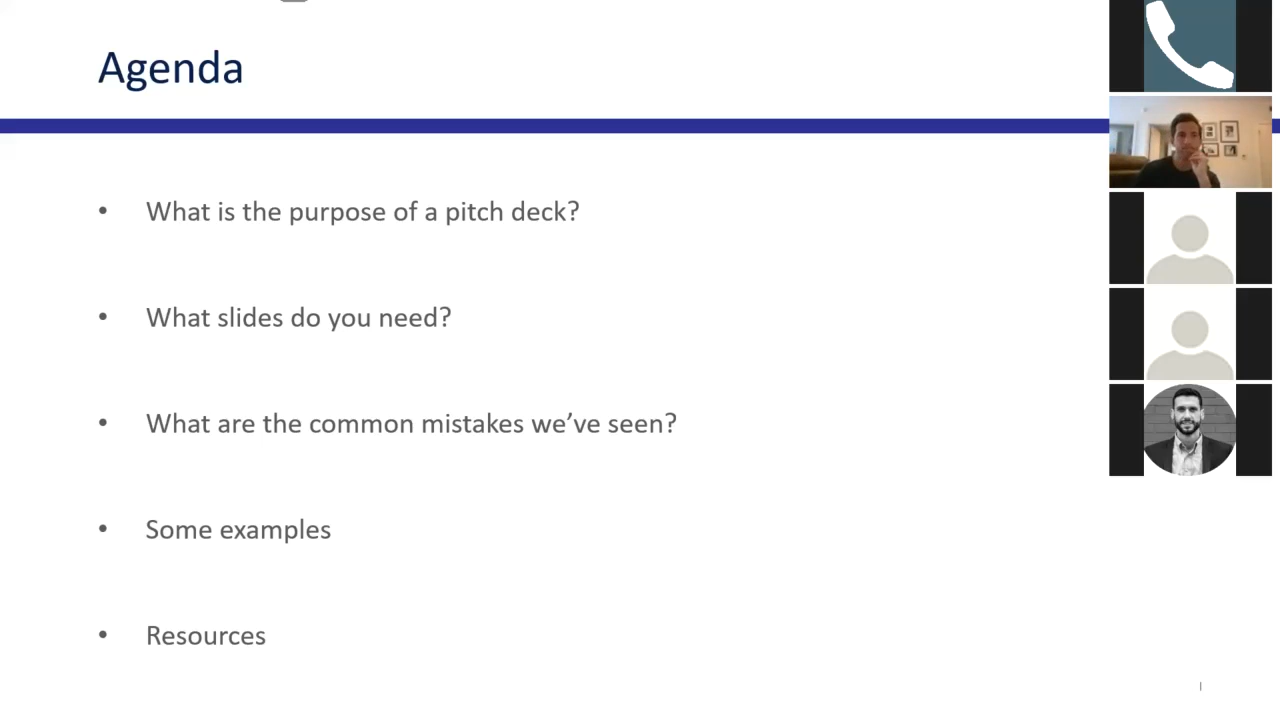 Agenda
• What is the purpose of a pitch deck?
• What slides do you need?
• What are the common mistakes we’ve seen?
• Some examples
• Resources